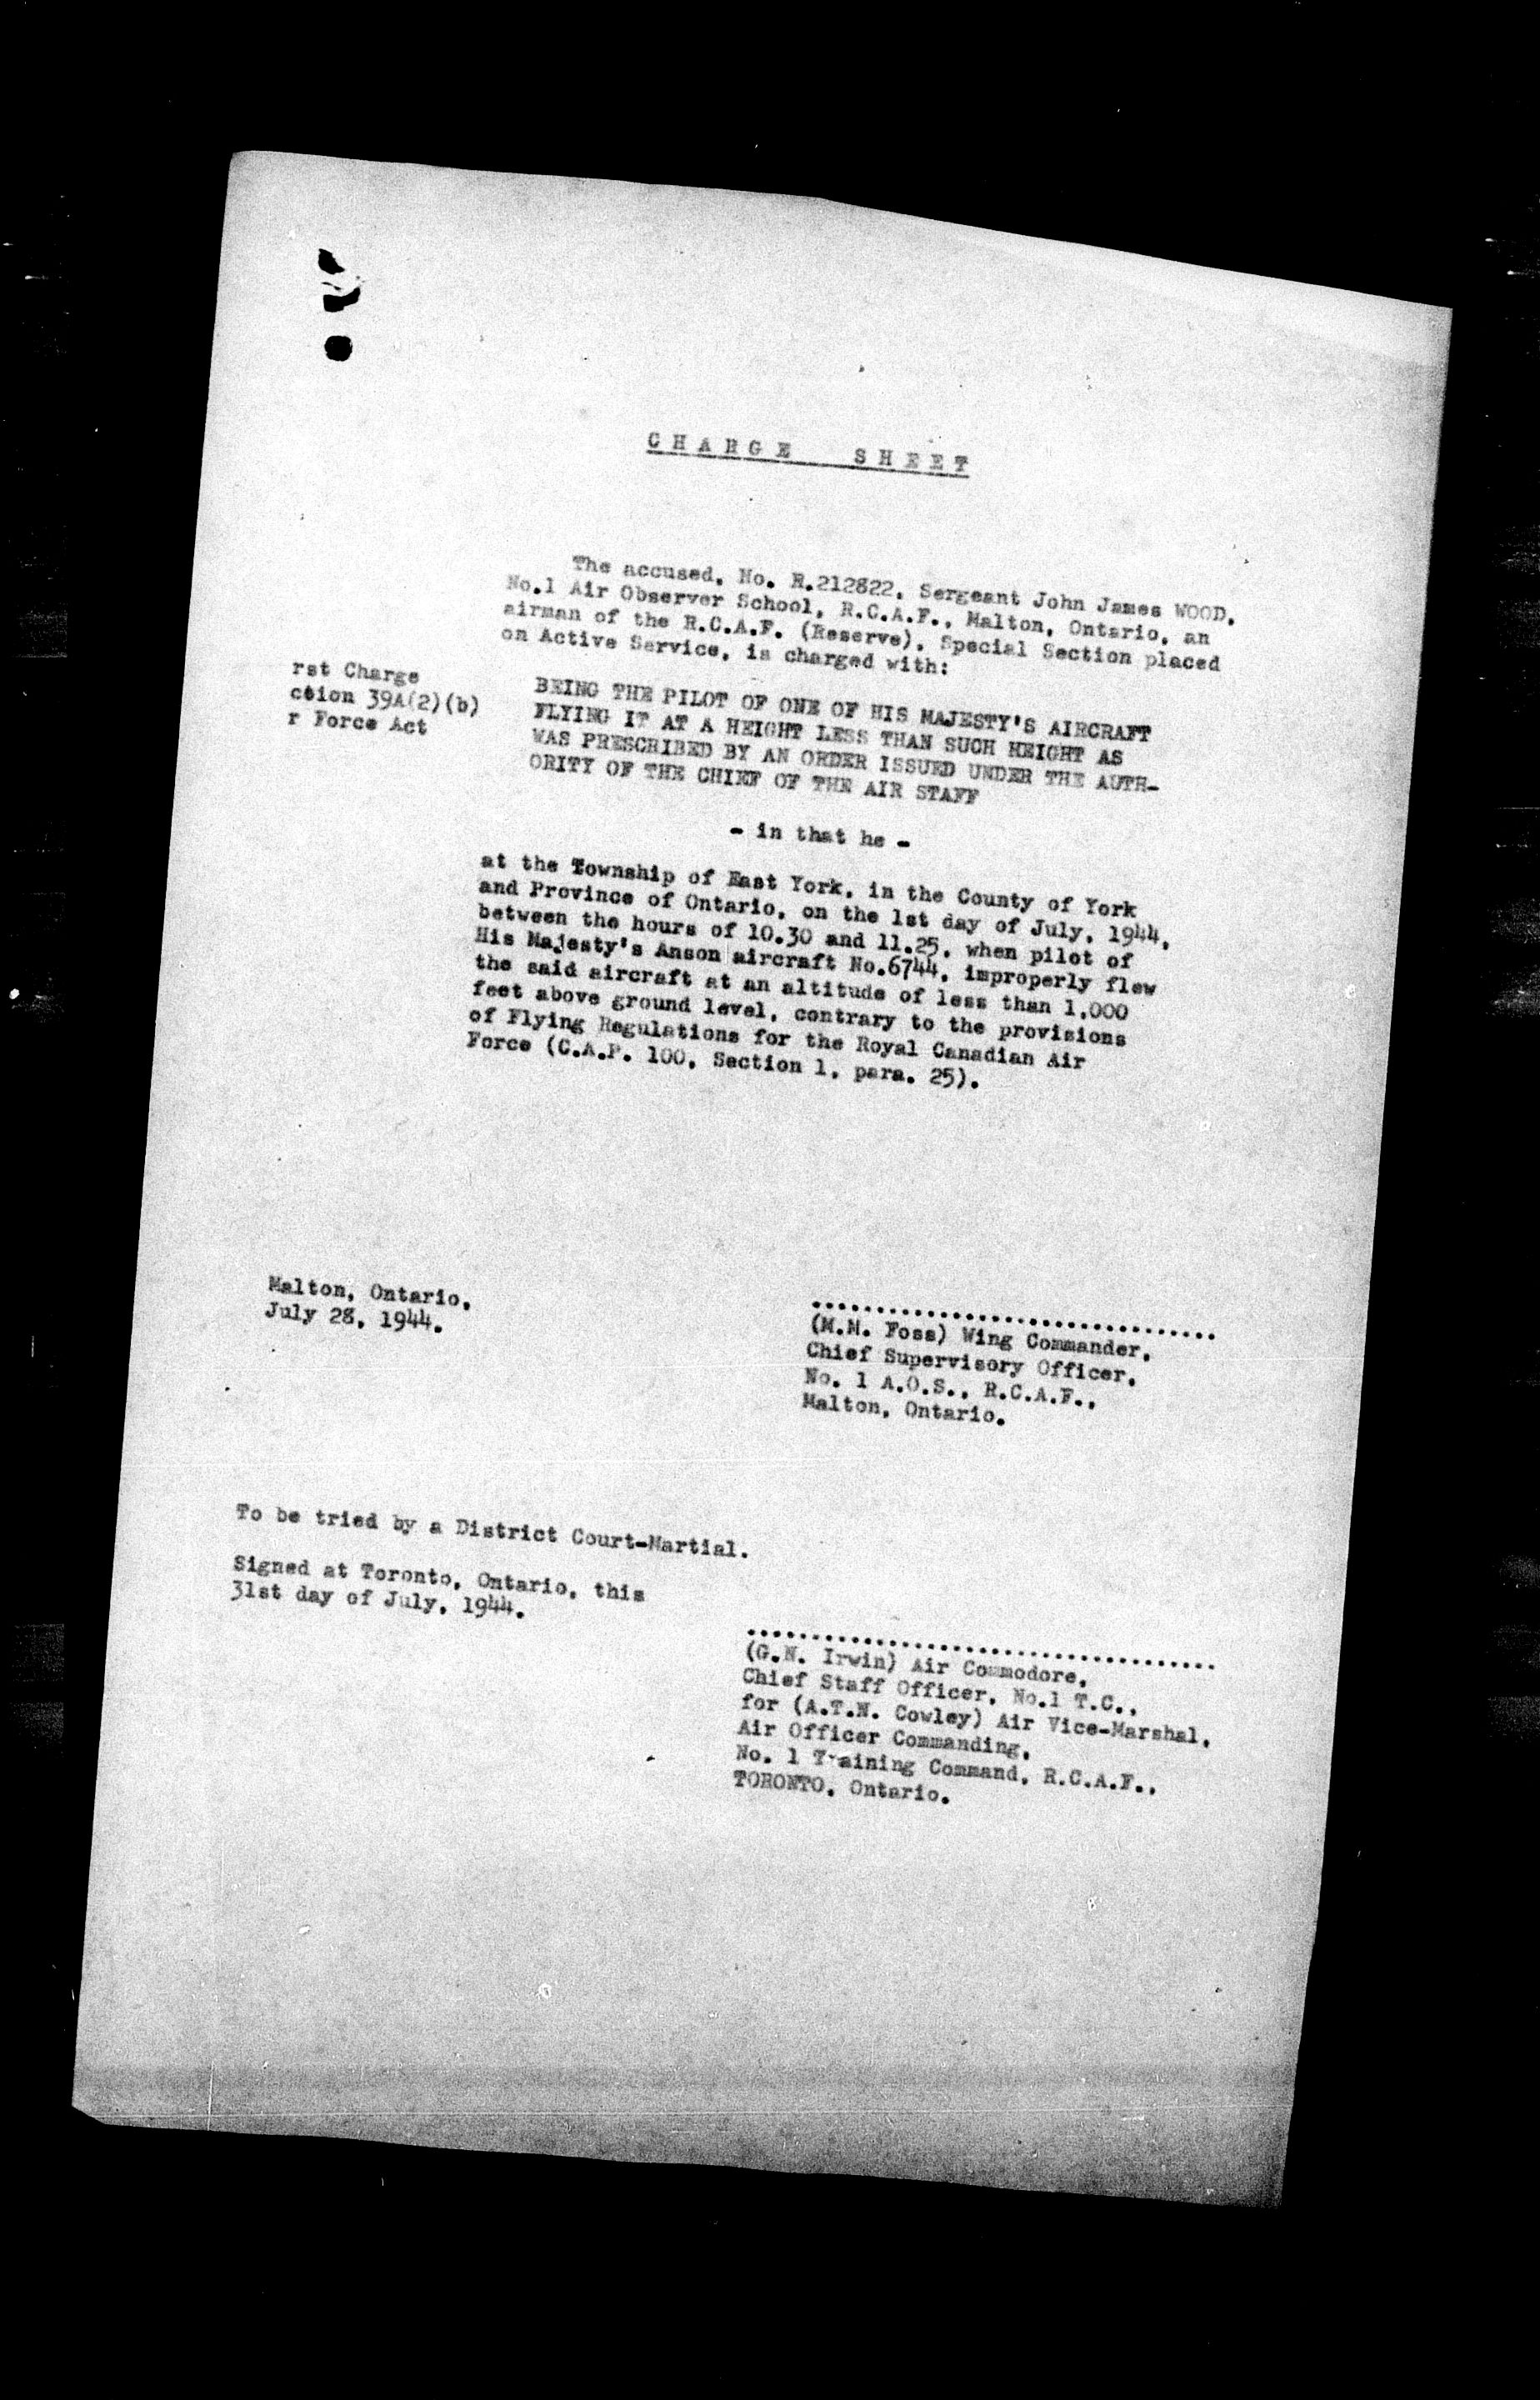 CHARGE SHEET
The accused, No. R.212822, Sergeant John James WOOD,
No.1 Air Observer School, R.C.A.F., Malton, Ontario, an
airman of the R.C.A.F. (Reserve), Special Section placed
on Active Service, is charged with:
rst Charge
ction 39A(2)(b)
r Force Act
BEING THE PILOT OF ONE OF HIS MAJESTY'S AIRCRAFT
FLYING IT AT A HEIGHT LESS THAN SUCH HEIGHT AS
WAS PRESCRIBED BY AN ORDER ISSUED UNDER THE AUTH-
ORITY OF THE CHIEF OF THE AIR STAFF
- in that he -
at the Township of East York, in the County of York
and Province of Ontario, on the 1st day of July, 1944,
between the hours of 10.30 and 11.25, when pilot of
His Majesty's Anson aircraft No.6744, improperly flew
the said aircraft at an altitude of less than 1,000
feet above ground level, contrary to the provisions
of Flying Regulations for the Royal Canadian Air
Force (C.A.P. 100, Section 1, para. 25).
Malton, Ontario,
July 28, 1944.
................................
(M.M. Foss) Wing Commander,
Chief Supervisory Officer,
No. 1 A.O.S., R.C.A.F.,
Malton, Ontario.
To be tried by a District Court-Martial.
Signed at Toronto, Ontario, this
31st day of July, 1944.
.....................................
(G.N. Irwin) Air Commodore,
Chief Staff Officer, No.1 T.C.,
for (A.T.N. Cowley) Air Vice-Marshal,
Air Officer Commanding,
No. 1 Training Command, R.C.A.F.,
TORONTO, Ontario.